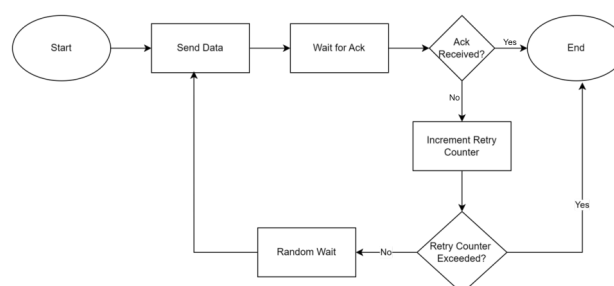 Start
Send Data
Wait for Ack
Ack
Received?
Yes
End
No
Increment Retry
Counter
Yes
Random Wait
No
Retry Counter
Exceeded?